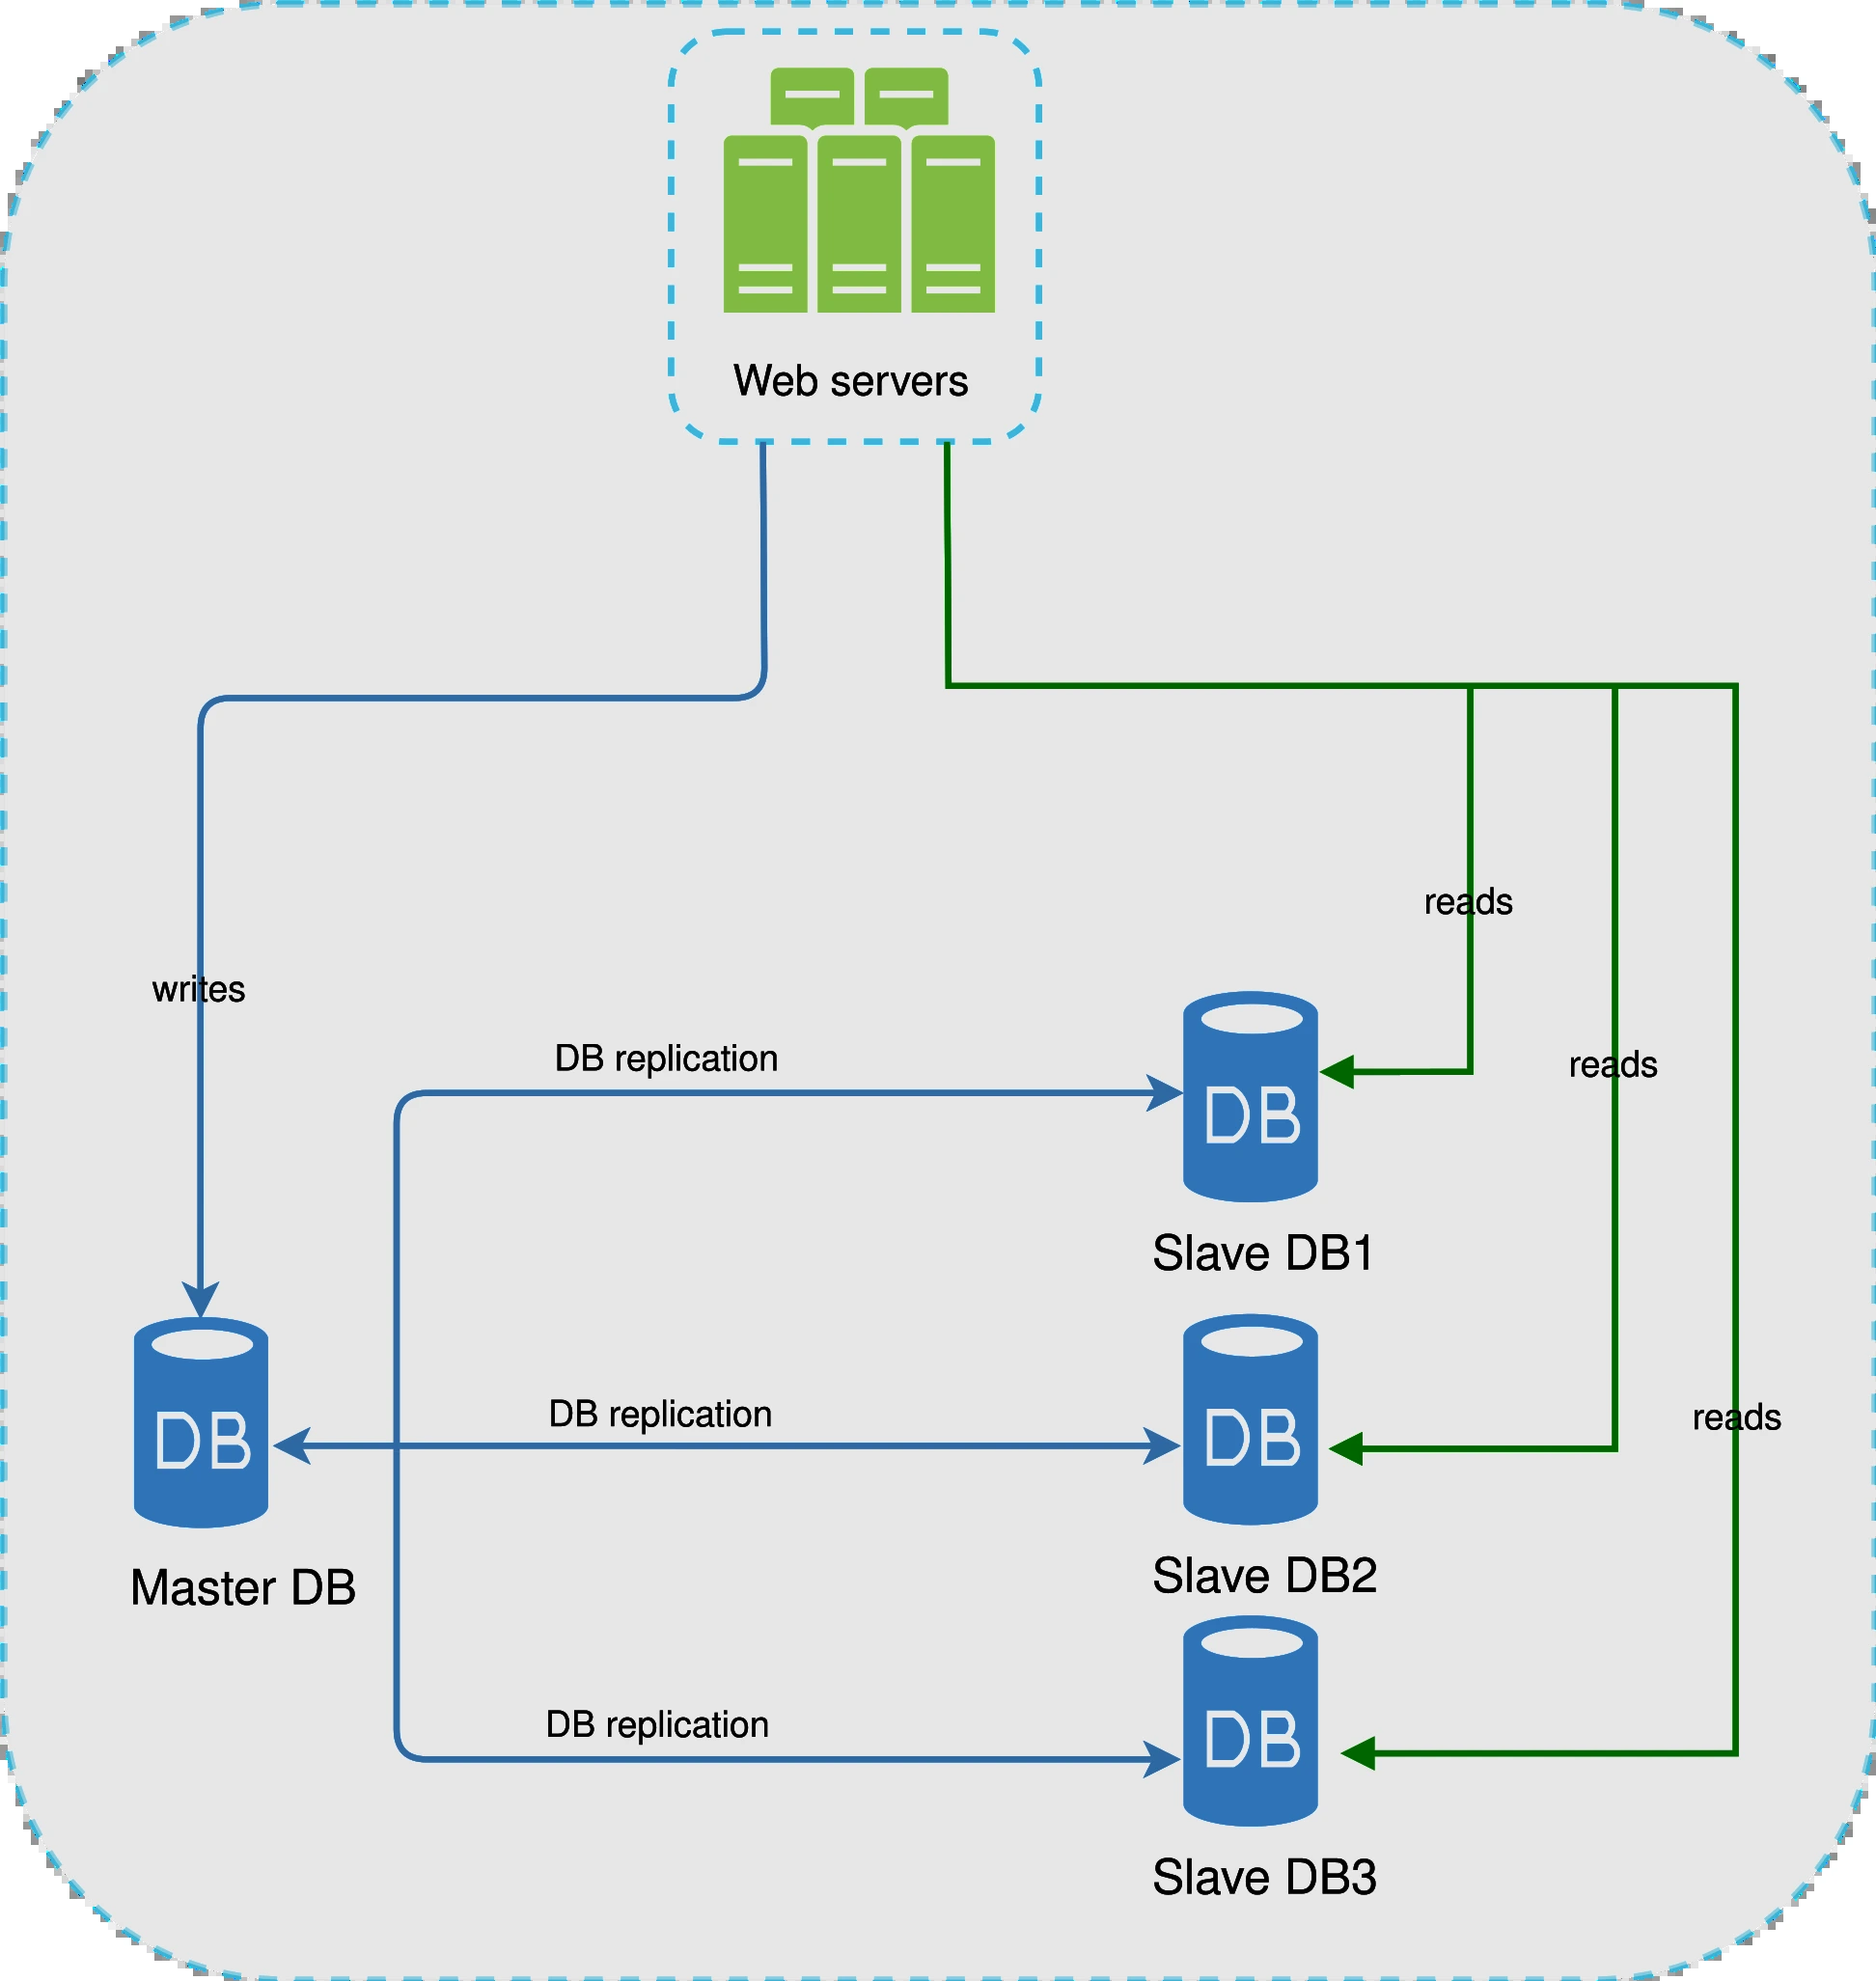 Web servers
reads
writes
DB replication
reads
DB
Slave DB1
DB replication
reads
DB
DB
Master DB
Slave DB2
DB replication
DB
Slave DB3